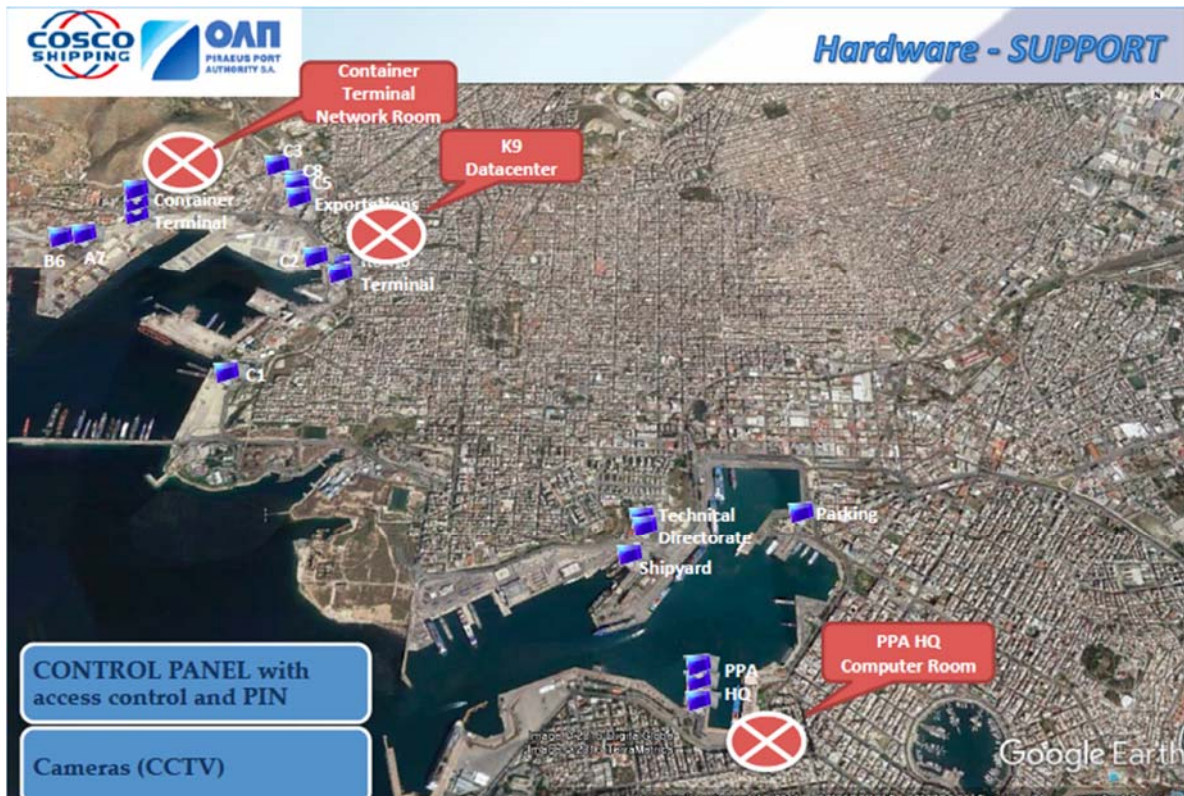 COSCO
SHIPPING
ΟΛΠ
PIRAEUS PORT
AUTHORITY S.A.
Hardware - SUPPORT
Container
Terminal
Network Room
N
K9
Datacenter
C3
C8
C5
Exportations
Container
Terminal
B6
A7
C2
Terminal
C1
Technical
Directorate
Parking
Shipyard
PPA HQ
Computer Room
PPA
HQ
CONTROL PANEL with
access control and PIN
Cameras (CCTV)
Google Earth